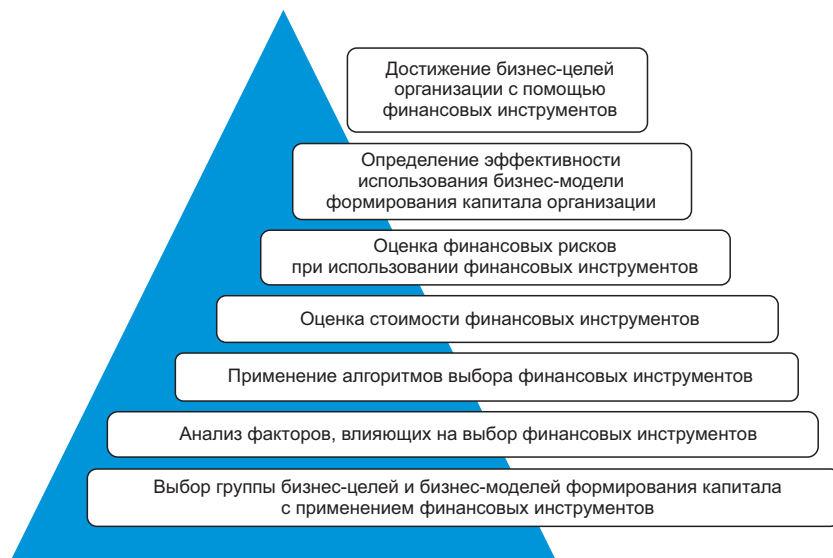 Достижение бизнес-целей
организации с помощью
финансовых инструментов
Определение эффективности
использования бизнес-модели
формирования капитала организации
Оценка финансовых рисков
при использовании финансовых инструментов
Оценка стоимости финансовых инструментов
Применение алгоритмов выбора финансовых инструментов
Анализ факторов, влияющих на выбор финансовых инструментов
Выбор группы бизнес-целей и бизнес-моделей формирования капитала
с применением финансовых инструментов